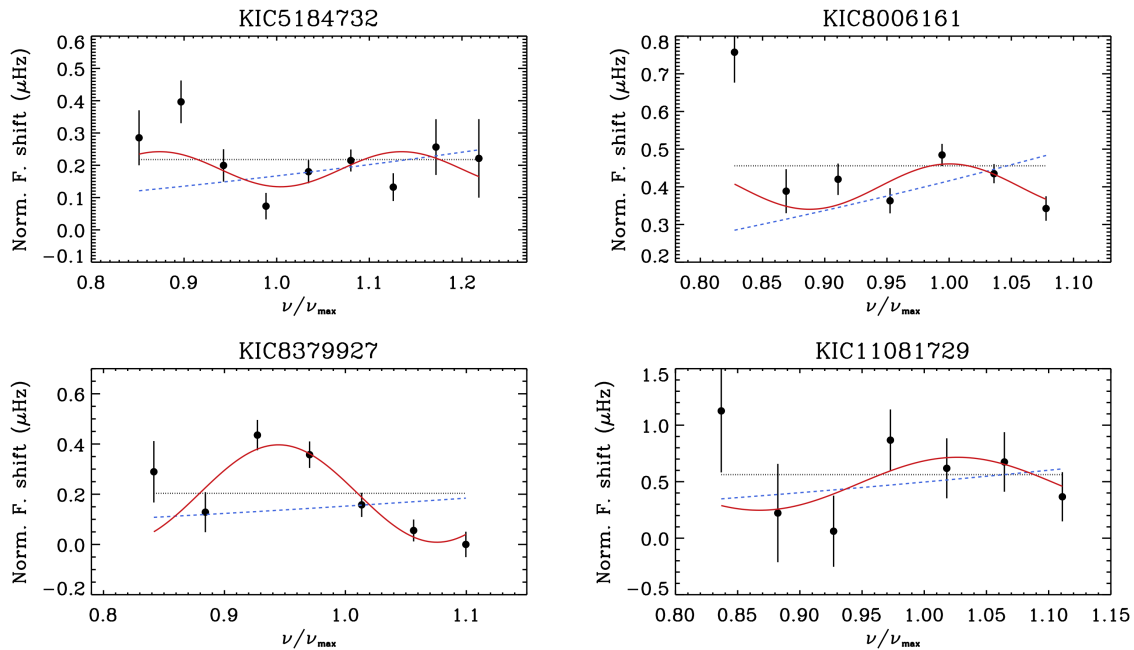 KIC5184732
Norm. F. shift (μHz)
0.6
0.5
0.4
0.3
0.2
0.1
0.0
−0.1
0.8 0.9 1.0 1.1 1.2
ν/νmax
KIC8006161
Norm. F. shift (μHz)
0.8
0.7
0.6
0.5
0.4
0.3
0.2
0.80 0.85 0.90 0.95 1.00 1.05 1.10
ν/νmax
KIC8379927
Norm. F. shift (μHz)
0.6
0.4
0.2
0.0
−0.2
0.8 0.9 1.0 1.1
ν/νmax
KIC11081729
Norm. F. shift (μHz)
1.5
1.0
0.5
0.0
−0.5
0.80 0.85 0.90 0.95 1.00 1.05 1.10 1.15
ν/νmax